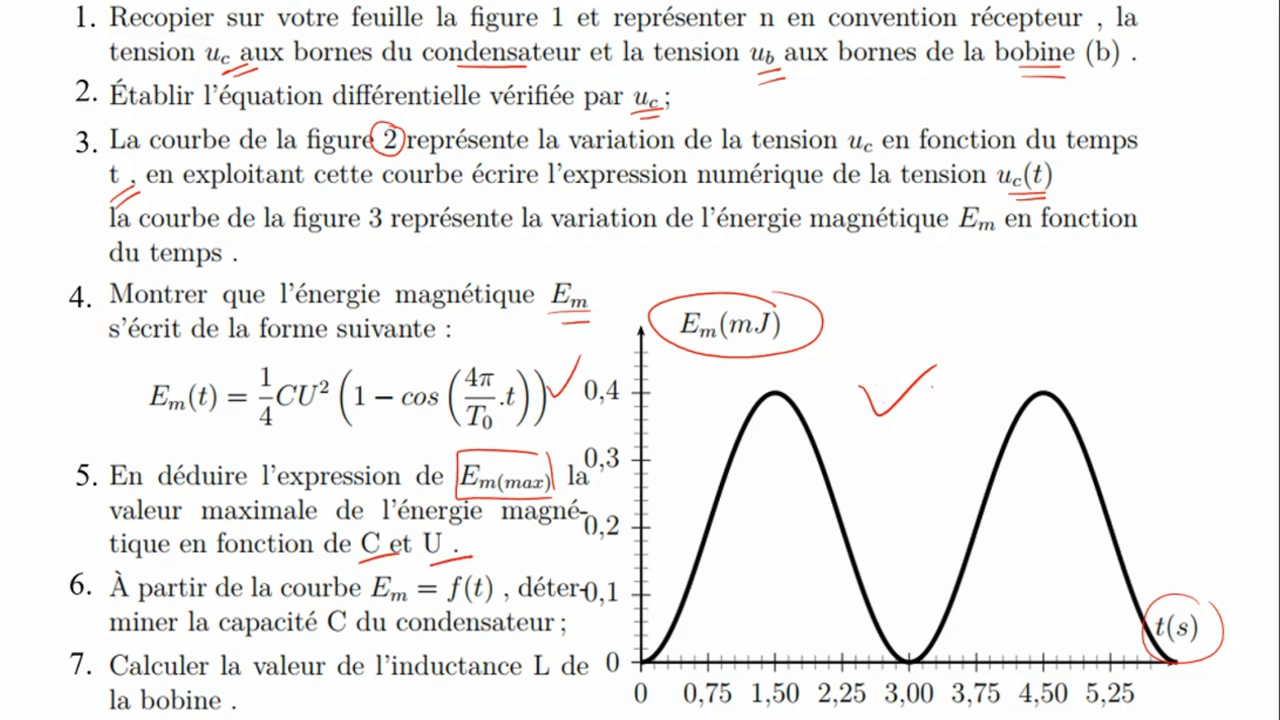 1. Recopier sur votre feuille la figure 1 et représenter n en convention récepteur , la
tension u_c aux bornes du condensateur et la tension u_b aux bornes de la bobine (b) .
2. Établir l'équation différentielle vérifiée par u_c ;
3. La courbe de la figure 2 représente la variation de la tension u_c en fonction du temps
t , en exploitant cette courbe écrire l'expression numérique de la tension u_c(t)
la courbe de la figure 3 représente la variation de l'énergie magnétique E_m en fonction
du temps .
4. Montrer que l'énergie magnétique E_m
s'écrit de la forme suivante :
E_m(t) = 1/4 CU² (1 − cos (4π/T_0 .t))
5. En déduire l'expression de E_m(max) la
valeur maximale de l'énergie magné-
tique en fonction de C et U .
6. À partir de la courbe E_m = f(t) , déter-
miner la capacité C du condensateur ;
7. Calculer la valeur de l'inductance L de
la bobine .
E_m(mJ)
0,4
0,3
0,2
0,1
0
t(s)
0 0,75 1,50 2,25 3,00 3,75 4,50 5,25